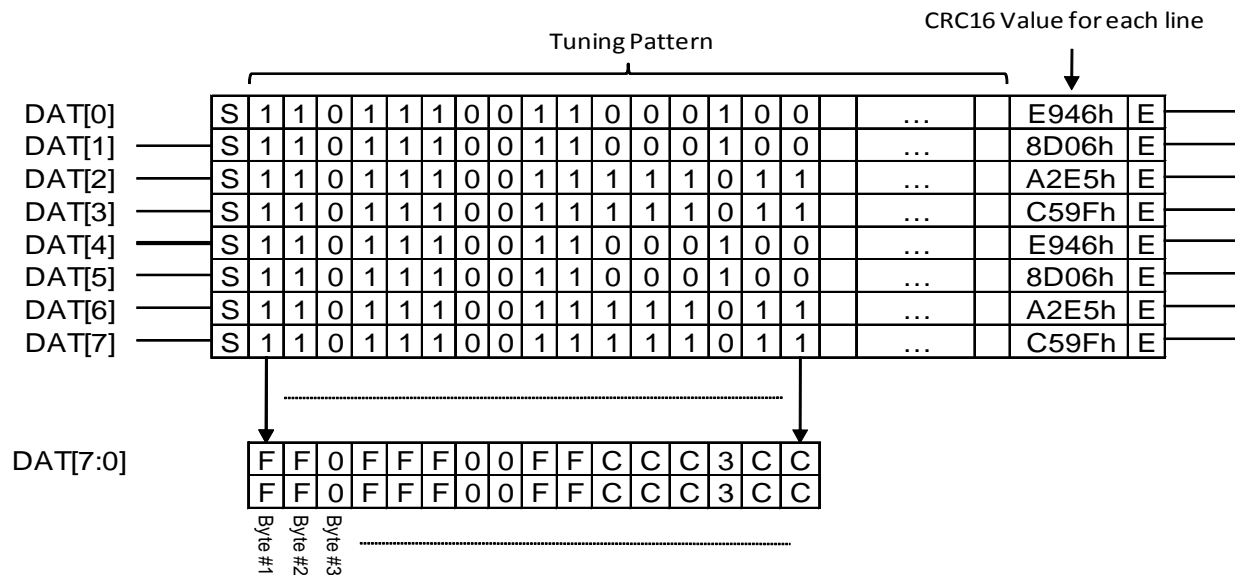 CRC16 Value for each line
Tuning Pattern
DAT[0] S 1 1 0 1 1 1 0 0 1 1 0 0 0 1 0 0 ... E946h E
DAT[1] S 1 1 0 1 1 1 0 0 1 1 0 0 0 1 0 0 ... 8D06h E
DAT[2] S 1 1 0 1 1 1 0 0 1 1 1 1 1 0 1 1 ... A2E5h E
DAT[3] S 1 1 0 1 1 1 0 0 1 1 1 1 1 0 1 1 ... C59Fh E
DAT[4] S 1 1 0 1 1 1 0 0 1 1 0 0 0 1 0 0 ... E946h E
DAT[5] S 1 1 0 1 1 1 0 0 1 1 0 0 0 1 0 0 ... 8D06h E
DAT[6] S 1 1 0 1 1 1 0 0 1 1 1 1 1 0 1 1 ... A2E5h E
DAT[7] S 1 1 0 1 1 1 0 0 1 1 1 1 1 0 1 1 ... C59Fh E
DAT[7:0] F F 0 F F F 0 0 F F C C C 3 C C
F F 0 F F F 0 0 F F C C C 3 C C
Byte #1
Byte #2
Byte #3